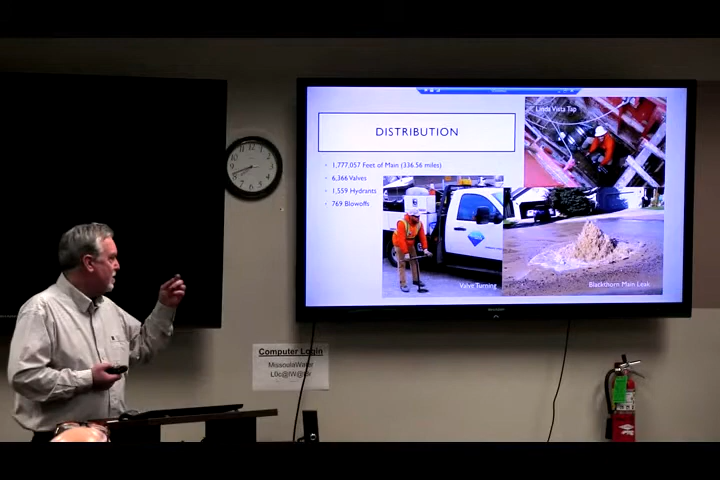 DISTRIBUTION
1,777,057 Feet of Main (336.56 miles)
6,366 Valves
1,559 Hydrants
769 Blowoffs
Linda Vista Tap
Valve Turning
Blackthorn Main Leak
Computer Login
MissoulaWater